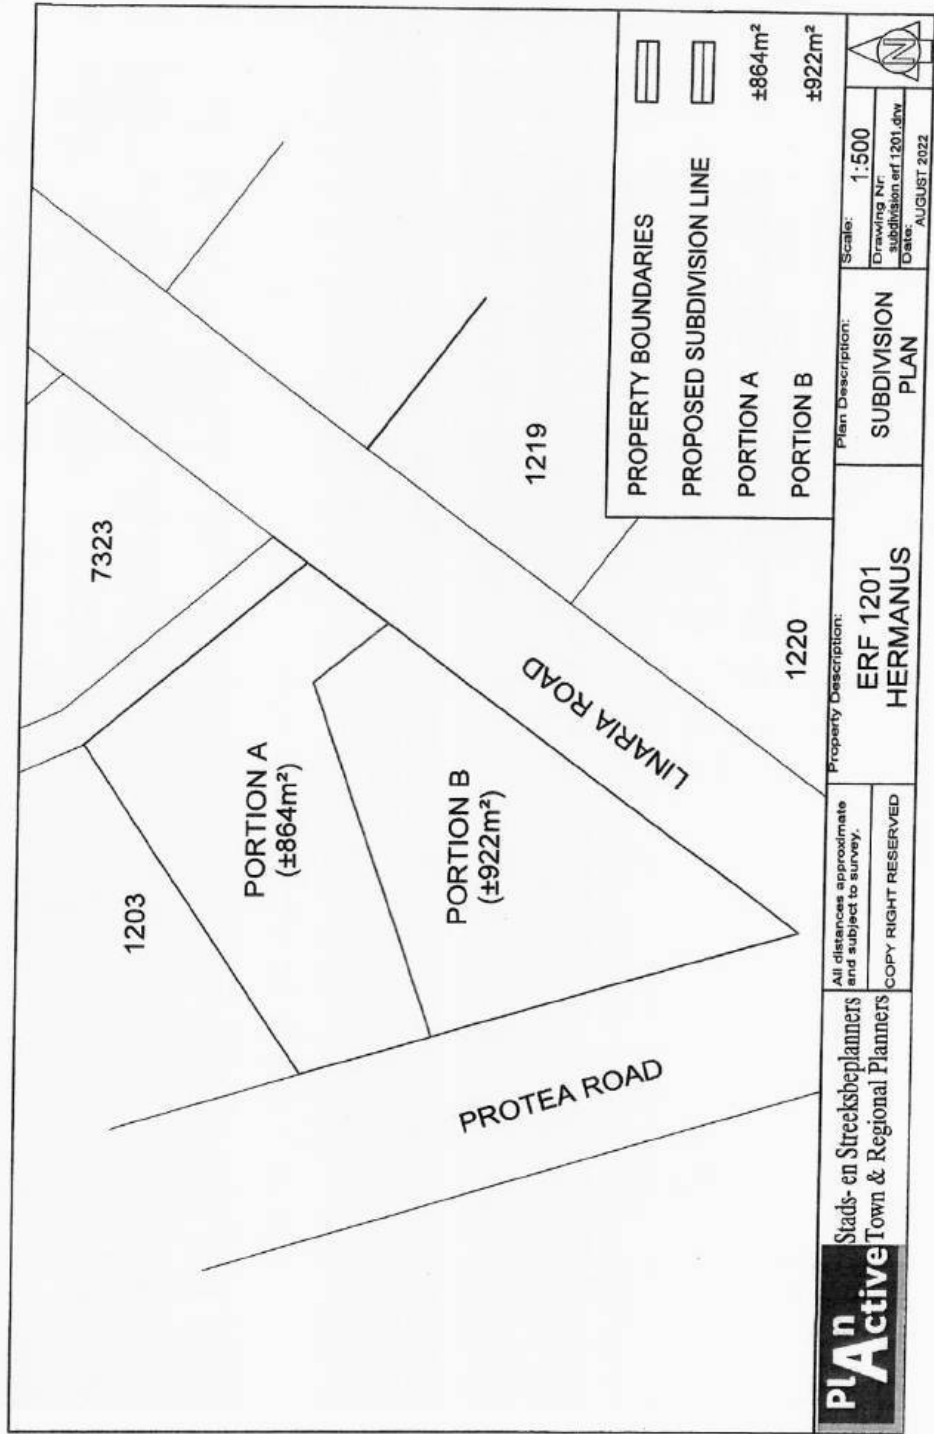 7323
1203
1219
PORTION A
(±864m²)
PORTION B
(±922m²)
LINARIA ROAD
PROTEA ROAD
1220
PROPERTY BOUNDARIES
PROPOSED SUBDIVISION LINE
PORTION A ±864m²
PORTION B ±922m²
Plan
Active
Stads- en Streeksbeplanners
Town & Regional Planners
All distances approximate
and subject to survey.
COPY RIGHT RESERVED
Property Description:
ERF 1201
HERMANUS
Plan Description:
SUBDIVISION
PLAN
Scale:
1:500
Drawing Nr:
subdivision erf 1201.drw
Date:
AUGUST 2022
N